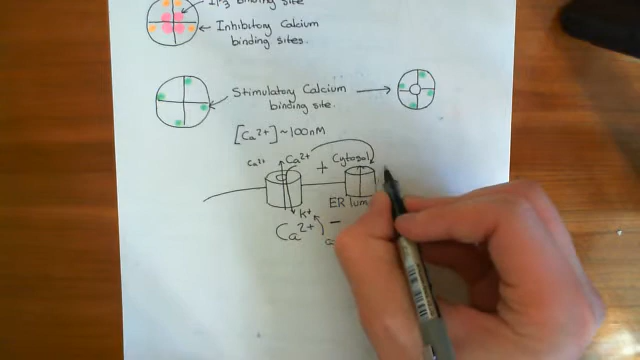 IP3 binding site
Inhibitory Calcium
binding sites.
Stimulatory Calcium
binding site.
[Ca²⁺] ~100nM
Ca²⁺
Ca²⁺
+
Cytosol
ER lum
K⁺
Ca²⁺
-